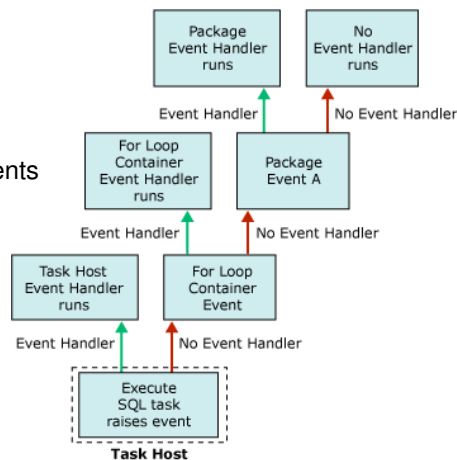 Package
Event Handler
runs
No
Event Handler
runs
Event Handler
No Event Handler
ents
For Loop
Container
Event Handler
runs
Package
Event A
Event Handler
No Event Handler
Task Host
Event Handler
runs
For Loop
Container
Event
Event Handler
No Event Handler
Execute
SQL task
raises event
Task Host